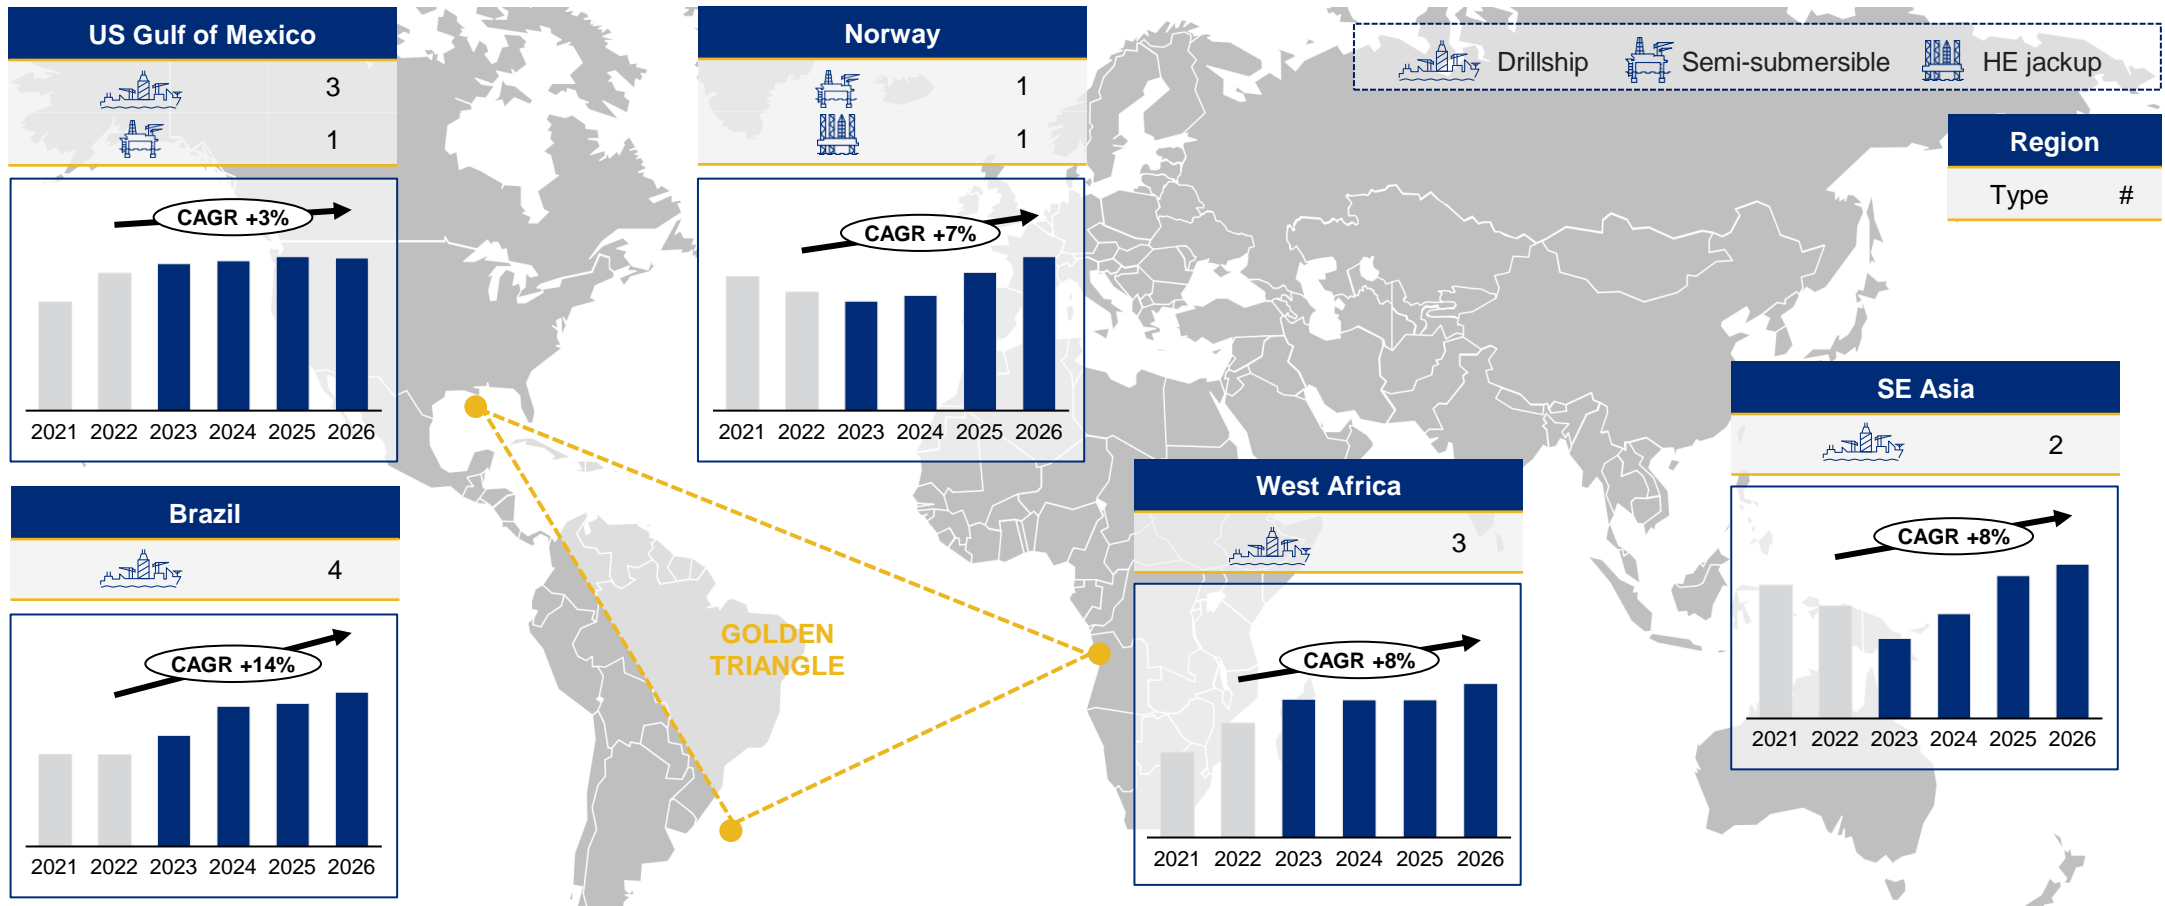 US Gulf of Mexico
3
1
CAGR +3%
2021 2022 2023 2024 2025 2026
Norway
1
1
CAGR +7%
2021 2022 2023 2024 2025 2026
Drillship Semi-submersible HE jackup
Region
Type #
Brazil
4
CAGR +14%
2021 2022 2023 2024 2025 2026
GOLDEN
TRIANGLE
West Africa
3
CAGR +8%
2021 2022 2023 2024 2025 2026
SE Asia
2
CAGR +8%
2021 2022 2023 2024 2025 2026